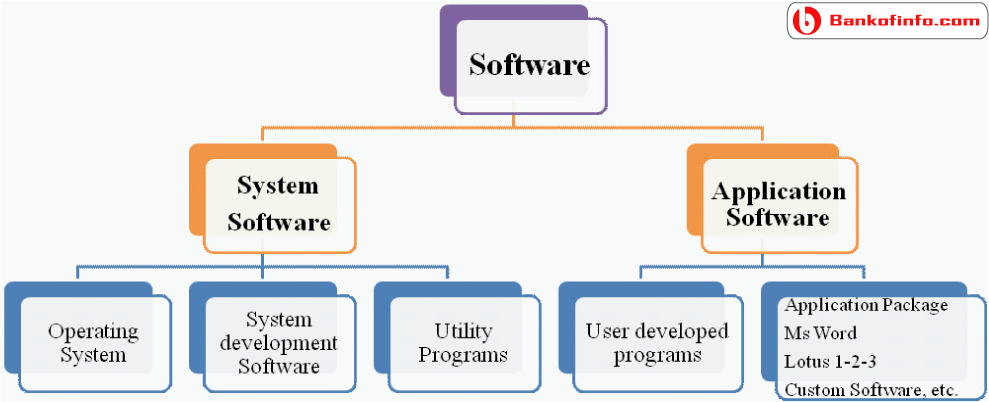 Bankofinfo.com
Software
System
Software
Application
Software
Operating
System
System
development
Software
Utility
Programs
User developed
programs
Application Package
Ms Word
Lotus 1-2-3
Custom Software, etc.